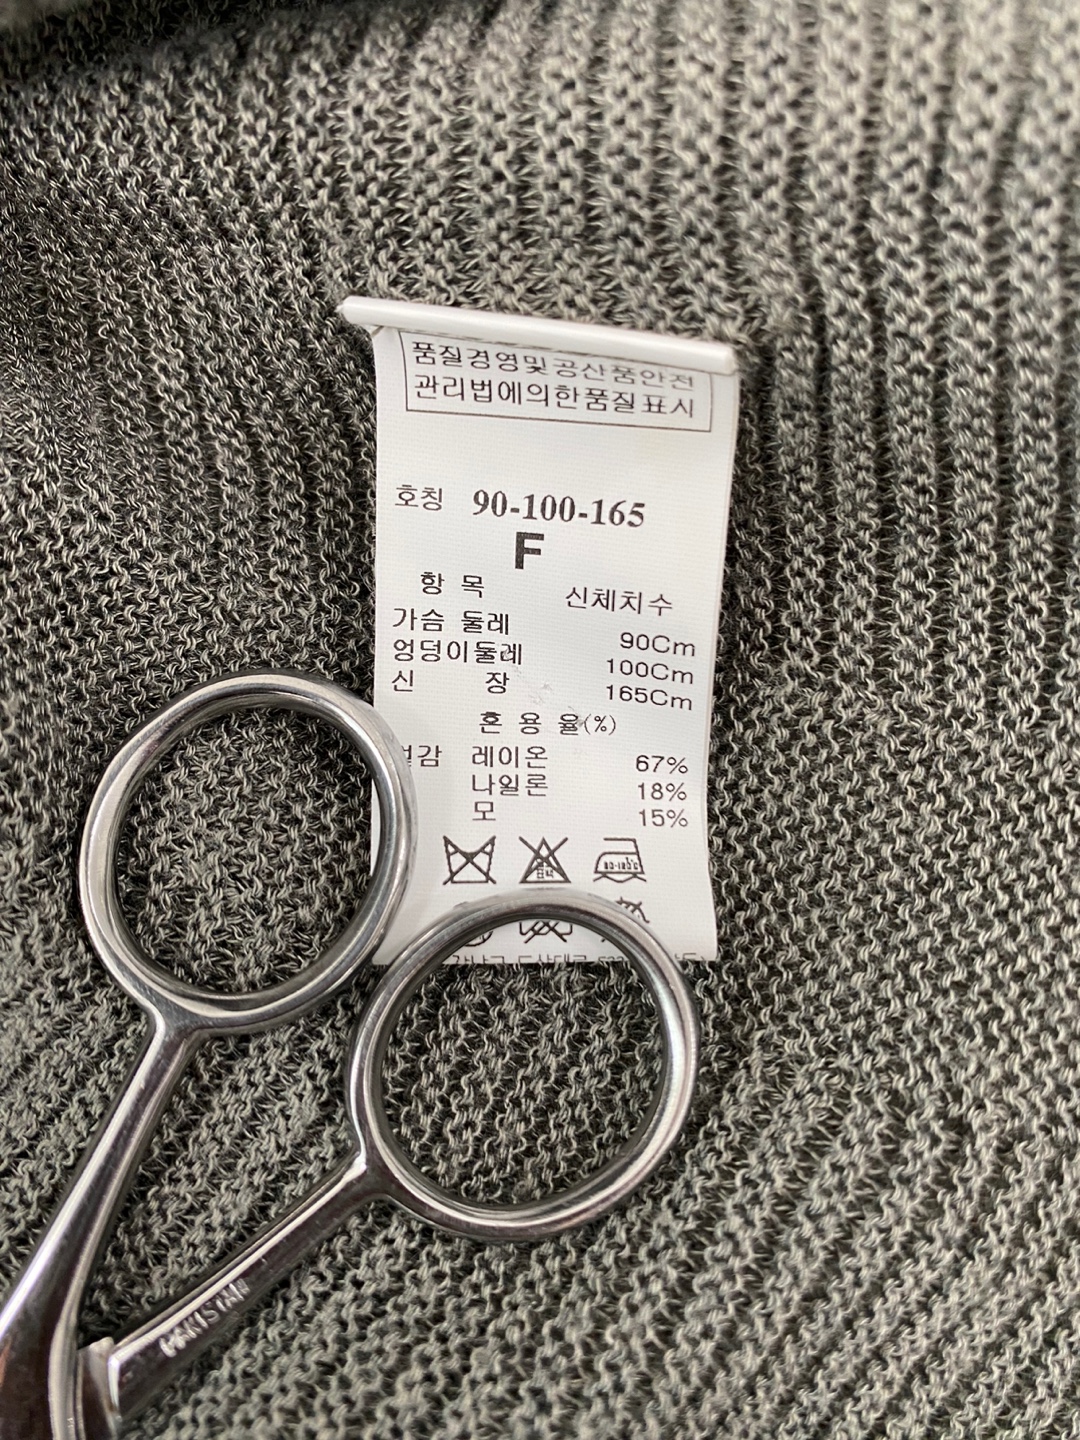 품질경영및공산품안전
관리법에의한품질표시
호칭 90-100-165
F
항 목 신체치수
가슴 둘레 90Cm
엉덩이둘레 100Cm
신 장 165Cm
혼 용 율(%)
레이온 67%
나일론 18%
모 15%
PAKISTAN